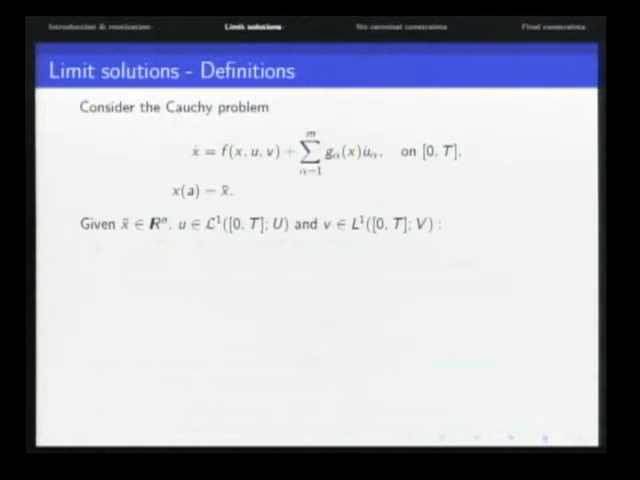 Introduction & motivation Limit solutions No terminal constraints Final constraints
Limit solutions - Definitions
Consider the Cauchy problem
ẋ = f(x, u, v) + ∑_{α=1}^{m} g_α(x)u̇_α, on [0, T],
x(a) = x̄.
Given x̄ ∈ Rⁿ, u ∈ 𝓛¹([0, T]; U) and v ∈ L¹([0, T]; V) :